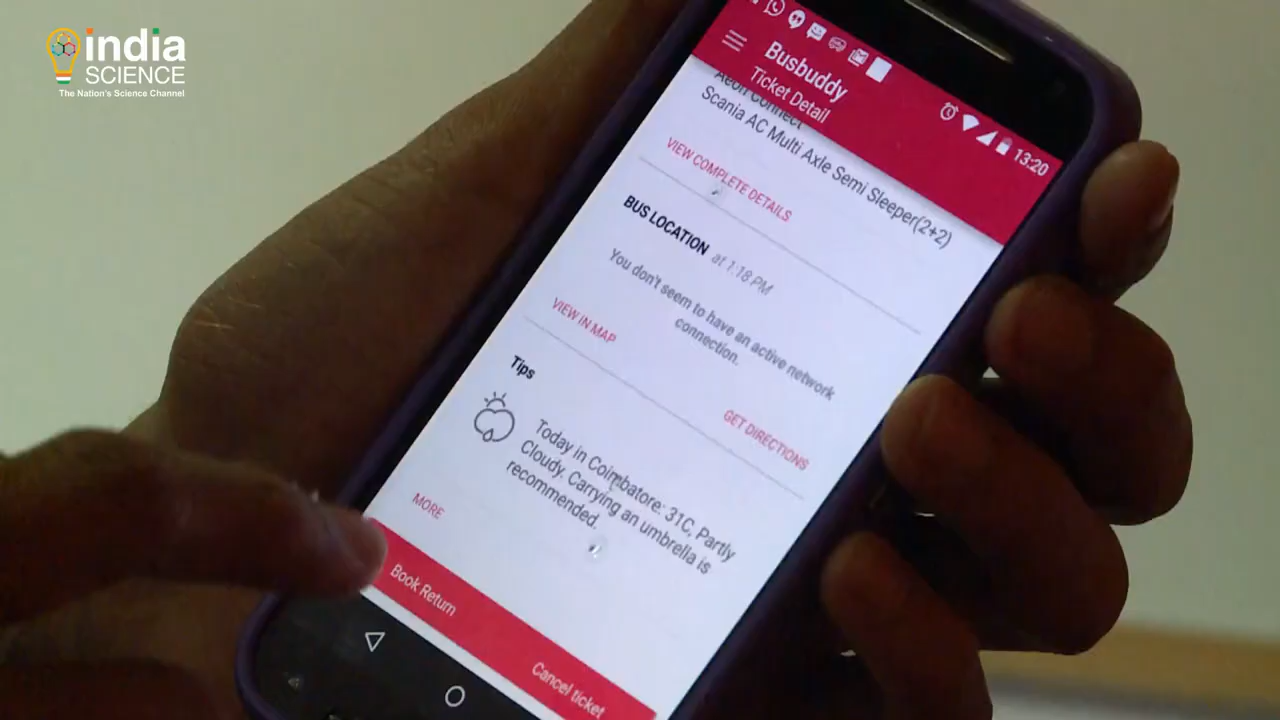 india
SCIENCE
The Nation's Science Channel
13:20
Busbuddy
Ticket Detail
Aeon Connect
Scania AC Multi Axle Semi Sleeper(2+2)
VIEW COMPLETE DETAILS
BUS LOCATION at 1:18 PM
You don't seem to have an active network
connection.
VIEW IN MAP
GET DIRECTIONS
Tips
Today in Coimbatore: 31C, Partly
Cloudy. Carrying an umbrella is
recommended.
MORE
Book Return
Cancel ticket